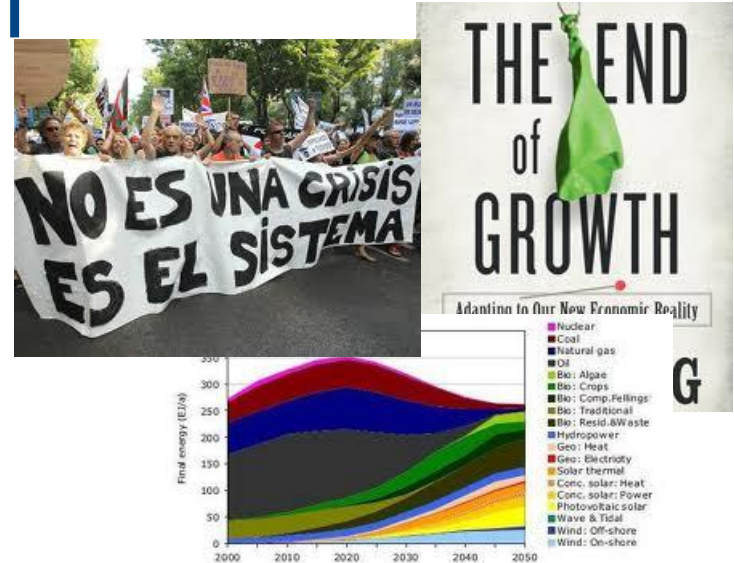 NO ES UNA CRISIS
ES EL SISTEMA
THE END
of
GROWTH
Adapting to Our New Economic Reality
G
Final energy (EJ/a)
350
300
250
200
150
100
50
0
2000 2010 2020 2030 2040 2050
Nuclear
Coal
Natural gas
Oil
Bio: Algae
Bio: Crops
Bio: Comp.Fellings
Bio: Traditional
Bio: Resid.&Waste
Hydropower
Geo: Heat
Geo: Electricity
Solar thermal
Conc. solar: Heat
Conc. solar: Power
Photovoltaic solar
Wave & Tidal
Wind: Off-shore
Wind: On-shore